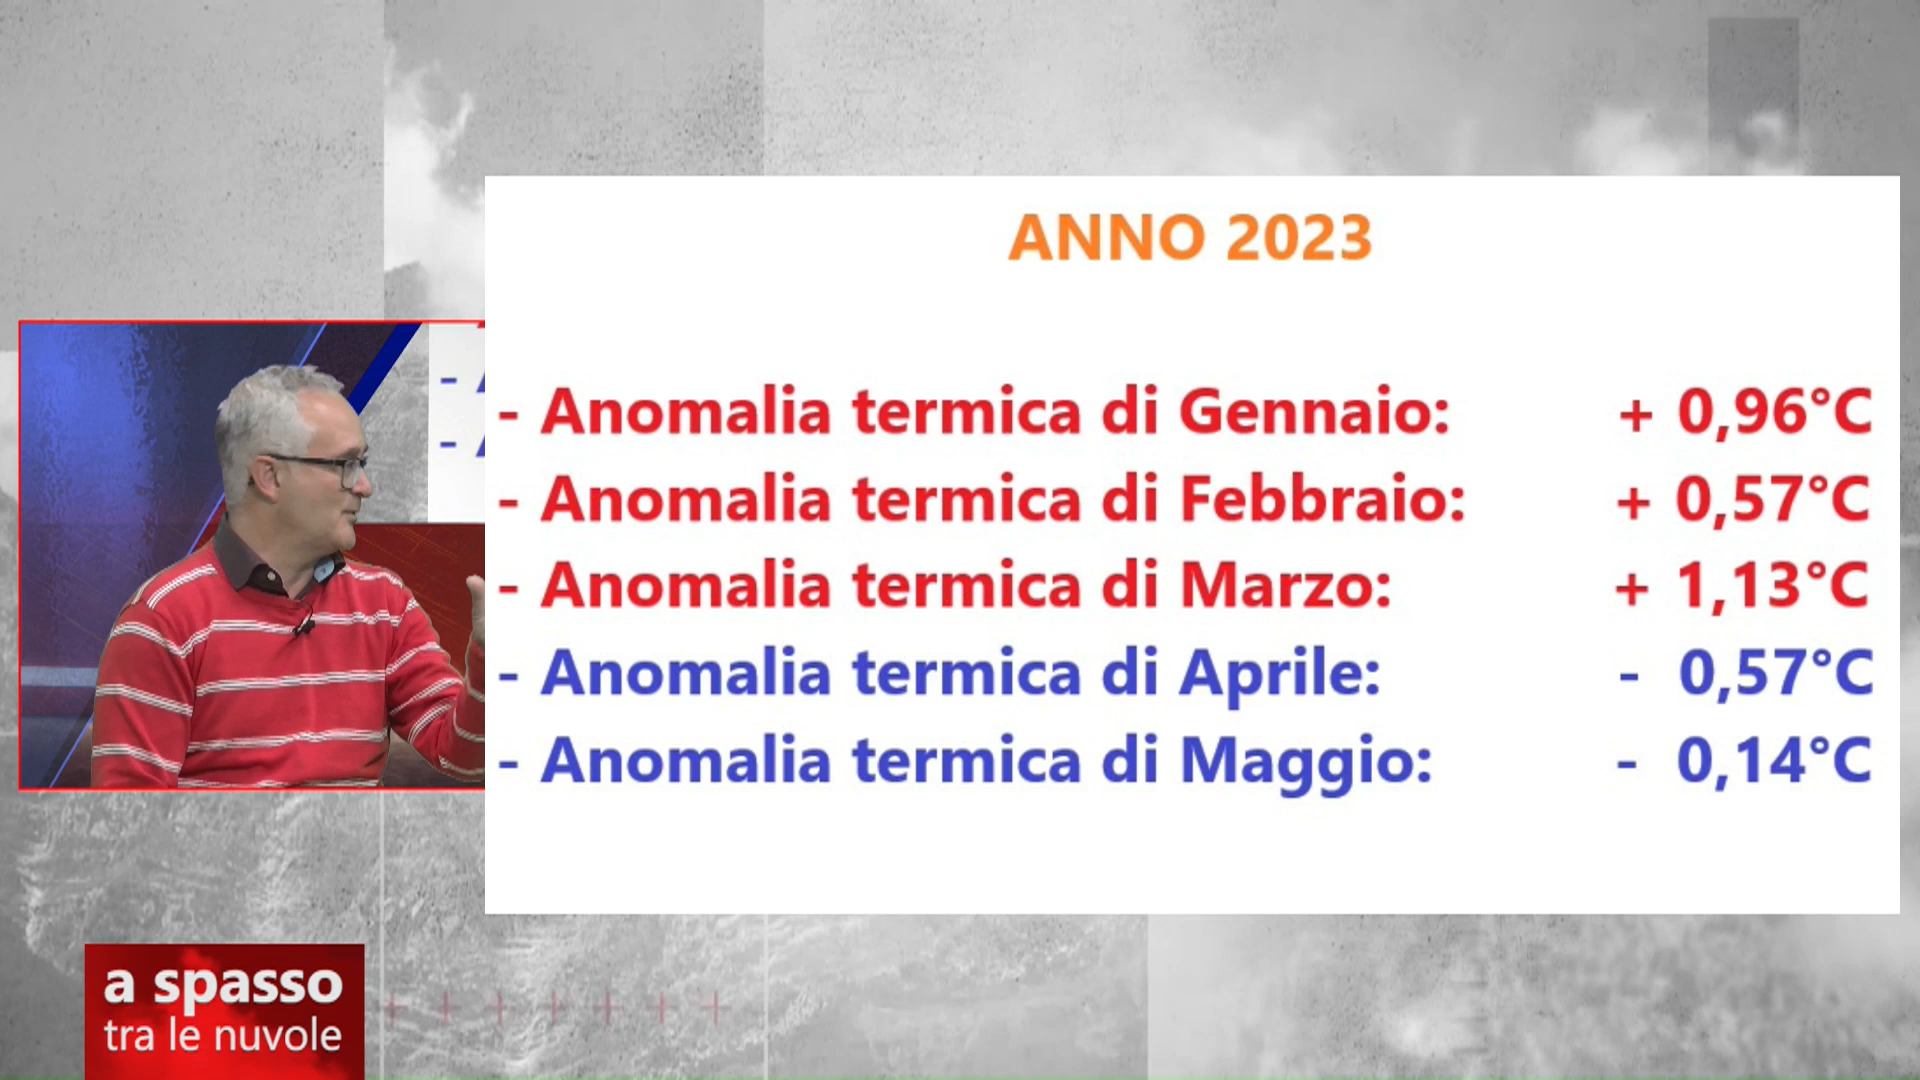 ANNO 2023
- Anomalia termica di Gennaio: + 0,96°C
- Anomalia termica di Febbraio: + 0,57°C
- Anomalia termica di Marzo: + 1,13°C
- Anomalia termica di Aprile: - 0,57°C
- Anomalia termica di Maggio: - 0,14°C
a spasso
tra le nuvole